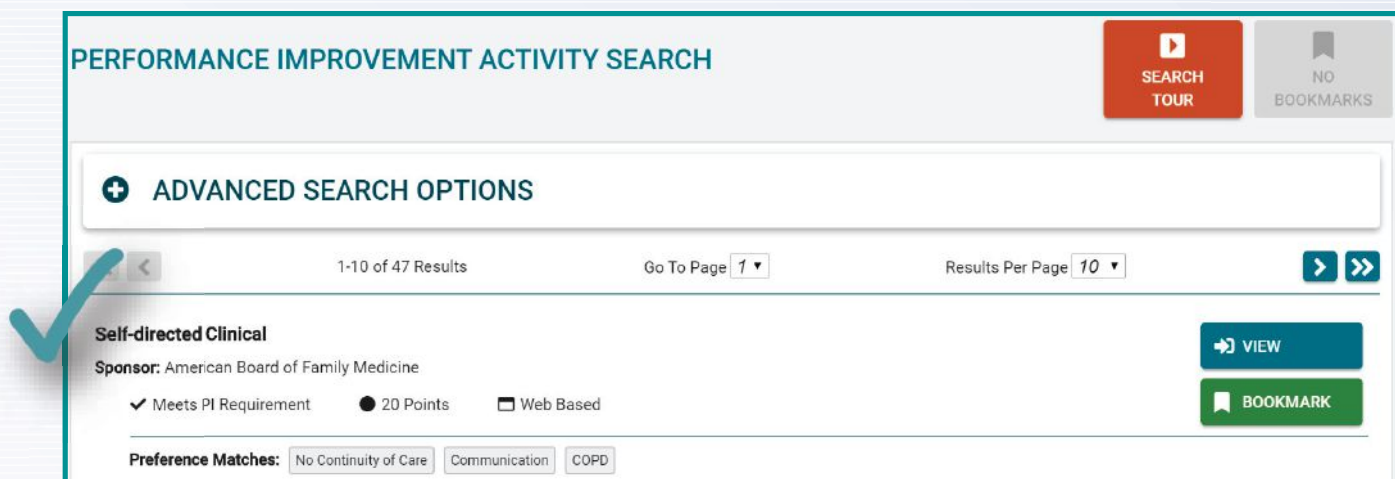 PERFORMANCE IMPROVEMENT ACTIVITY SEARCH
SEARCH
TOUR
NO
BOOKMARKS
ADVANCED SEARCH OPTIONS
1-10 of 47 Results Go To Page 1 Results Per Page 10
Self-directed Clinical
Sponsor: American Board of Family Medicine
Meets PI Requirement 20 Points Web Based
VIEW
BOOKMARK
Preference Matches: No Continuity of Care Communication COPD